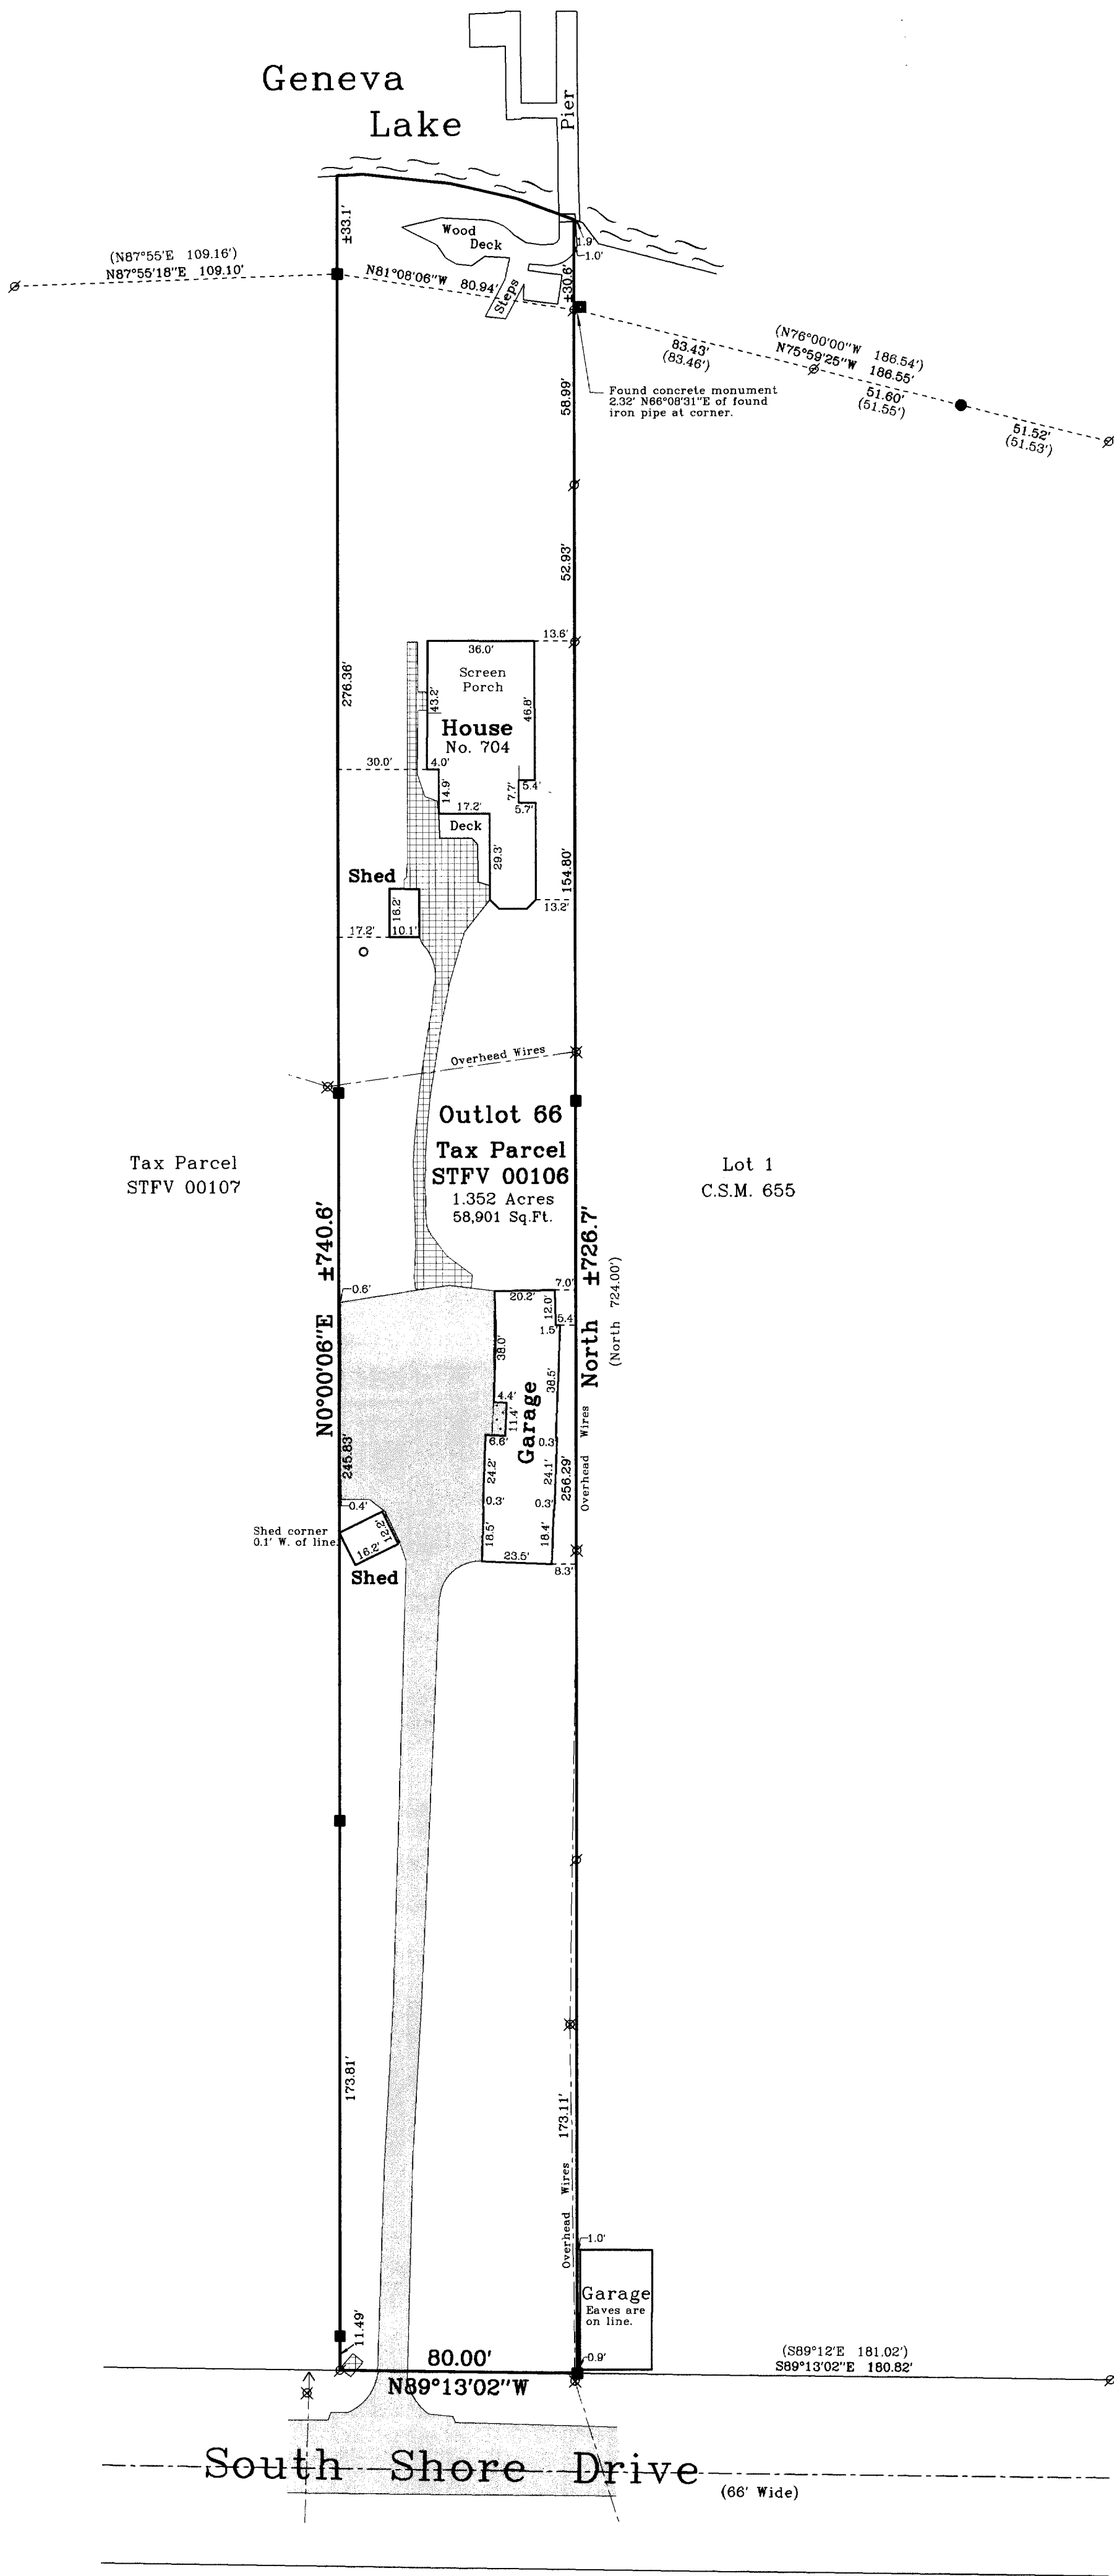 Geneva
Lake
Pier
±33.1'
Wood
Deck
1.9'
1.0'
(N87°55'E 109.16')
N87°55'18"E 109.10'
N81°08'06"W 80.94'
Steps
±30.6'
(N76°00'00"W 186.54')
N75°59'25"W 186.55'
83.43'
(83.46')
51.60'
(51.55')
51.52'
(51.53')
Found concrete monument
2.32' N66°08'31"E of found
iron pipe at corner.
58.99'
52.93'
13.6'
36.0'
Screen
Porch
276.36'
43.2'
46.8'
House
No. 704
30.0'
4.0'
14.9'
7.7'
5.4'
5.7'
17.2'
Deck
29.3'
154.80'
Shed
16.2'
13.2'
17.2'
10.1'
Overhead Wires
Outlot 66
Tax Parcel
STFV 00106
1.352 Acres
58,901 Sq.Ft.
Tax Parcel
STFV 00107
Lot 1
C.S.M. 655
N0°00'06"E ±740.6'
North ±726.7'
(North 724.00')
0.6'
7.0'
20.2'
12.0'
5.4'
1.5'
38.0'
38.5'
Garage
4.4'
11.4'
6.6'
0.3'
245.83'
24.2'
24.1'
256.29'
Overhead Wires
0.4'
0.3'
0.3'
Shed corner
0.1' W. of line.
12.2'
16.2'
18.5'
18.4'
Shed
23.5'
8.3'
173.81'
173.11'
Overhead Wires
1.0'
Garage
Eaves are
on line.
11.49'
0.9'
80.00'
N89°13'02"W
(S89°12'E 181.02')
S89°13'02"E 180.82'
South Shore Drive
(66' Wide)